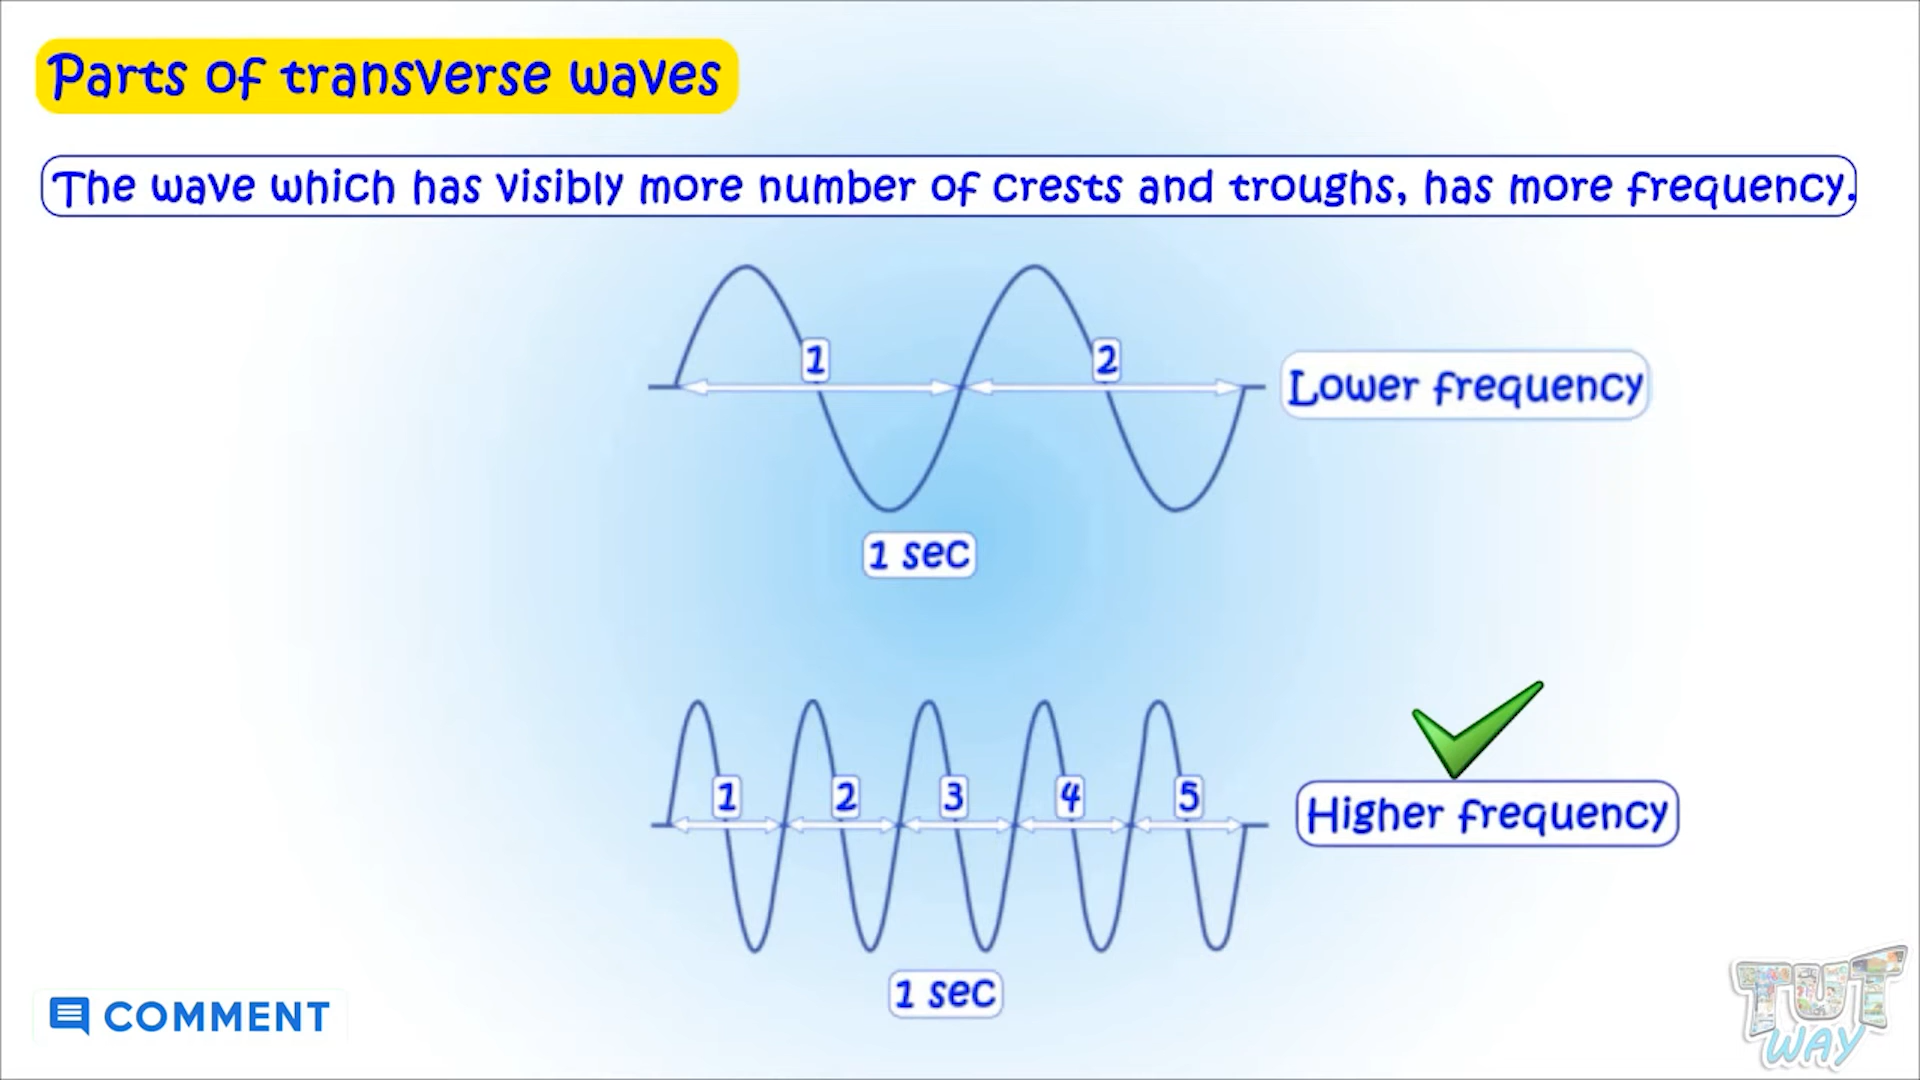 Parts of transverse waves
The wave which has visibly more number of crests and troughs, has more frequency.
1
2
Lower frequency
1 sec
1
2
3
4
5
Higher frequency
1 sec
COMMENT
TUT
WAY